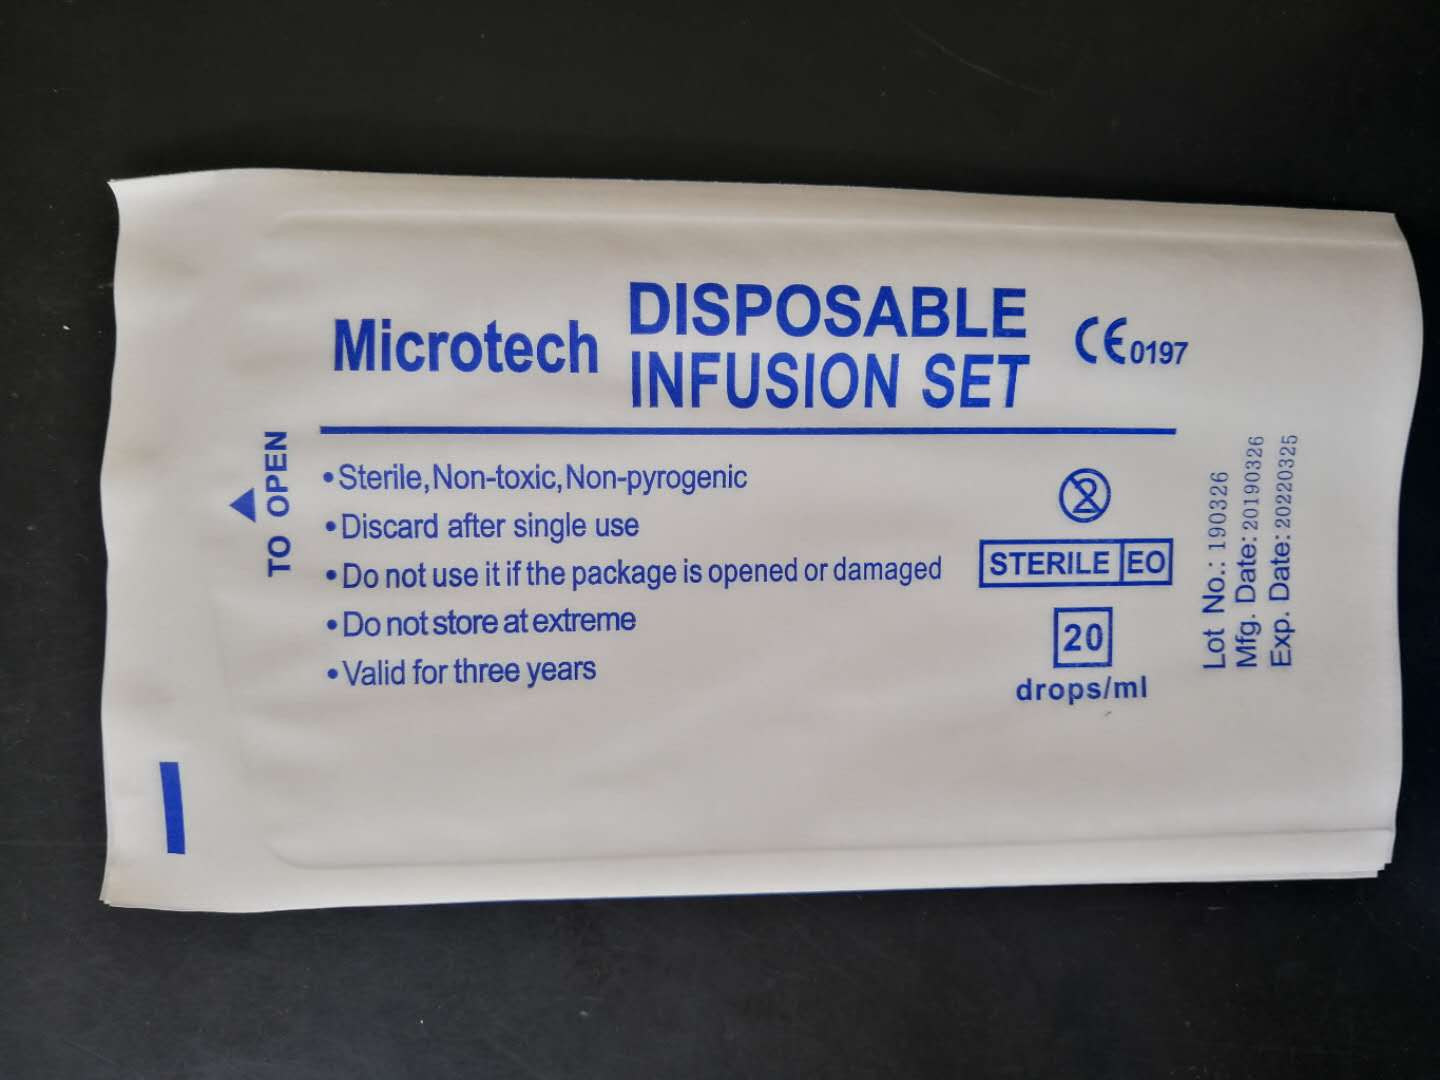 Microtech
DISPOSABLE
INFUSION SET
CE0197
TO OPEN
•Sterile,Non-toxic,Non-pyrogenic
•Discard after single use
•Do not use it if the package is opened or damaged
•Do not store at extreme
•Valid for three years
2
STERILE EO
20
drops/ml
Lot No.: 190326
Mfg. Date: 20190326
Exp. Date: 20220325